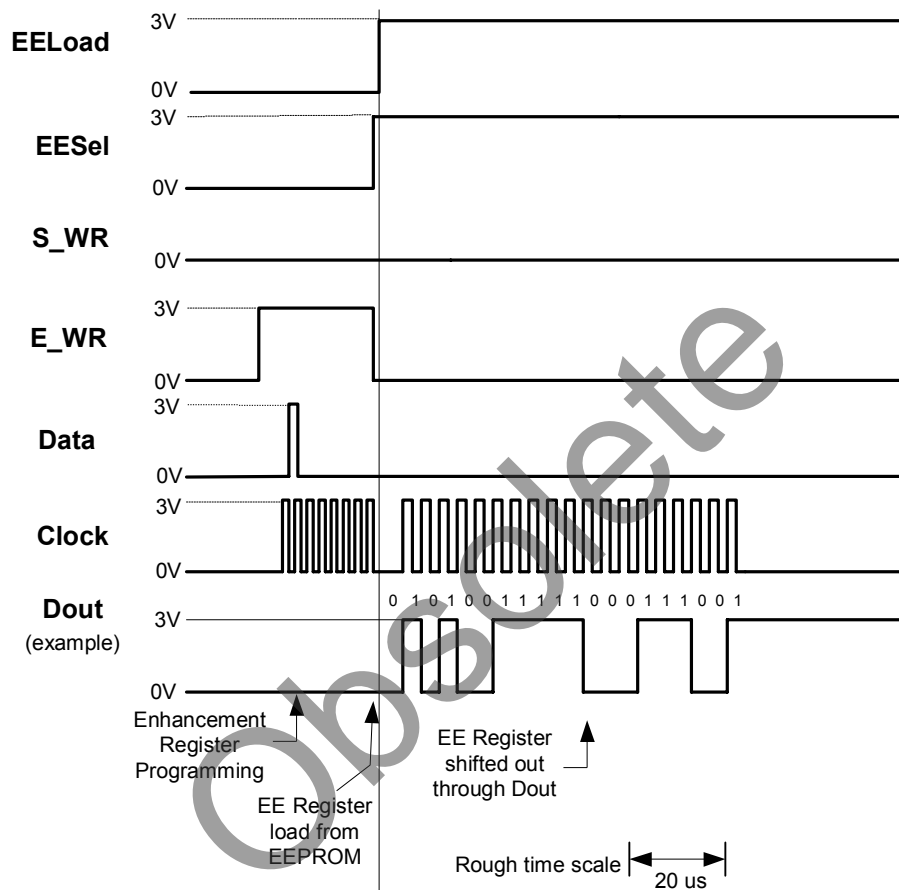 EELoad
3V
0V
EESel
3V
0V
S_WR
0V
E_WR
3V
0V
Data
3V
0V
Clock
3V
0V
Dout
(example)
3V
0V
0 1 0 1 0 0 1 1 1 1 1 0 0 0 1 1 1 0 0 1
Enhancement
Register
Programming
EE Register
load from
EEPROM
EE Register
shifted out
through Dout
Rough time scale
20 us
Obsolete